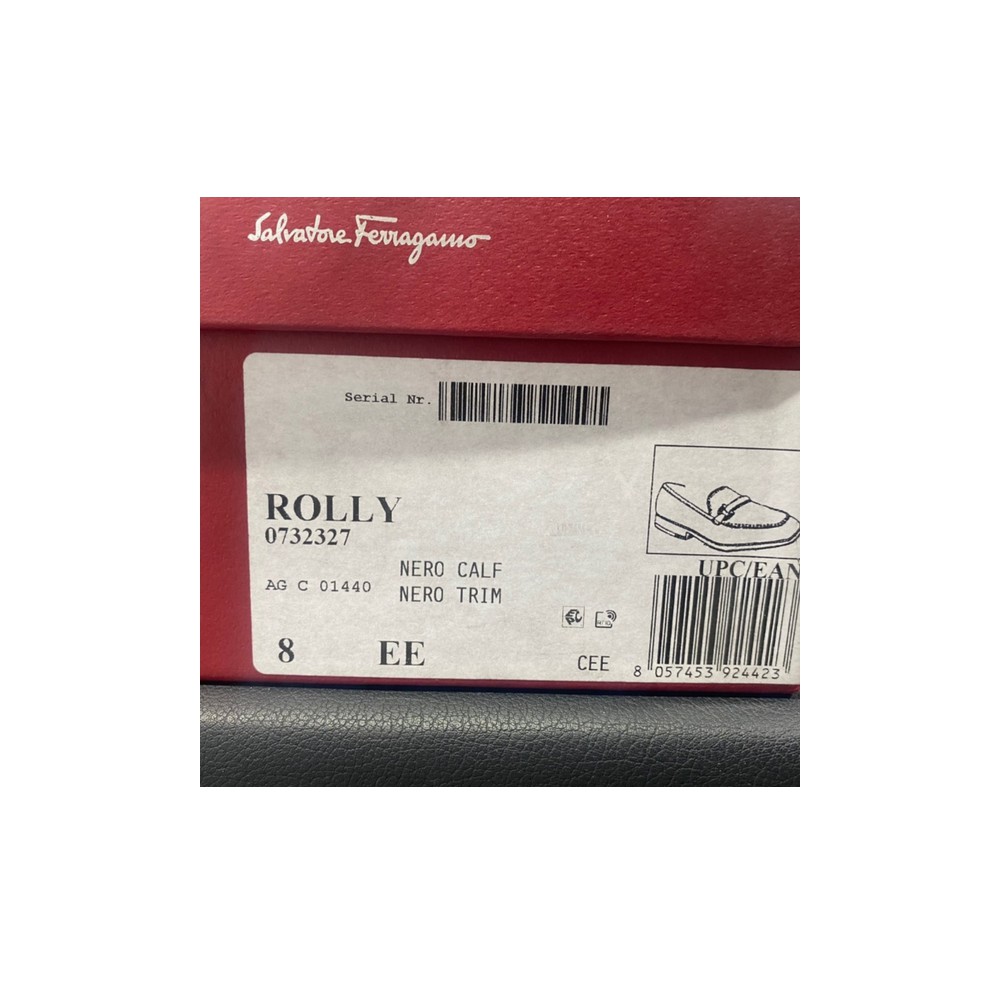 Salvatore Ferragamo
Serial Nr.
ROLLY
0732327
NERO CALF
AG C 01440
NERO TRIM
UPC/EAN
8 EE
CEE
8 057453 924423